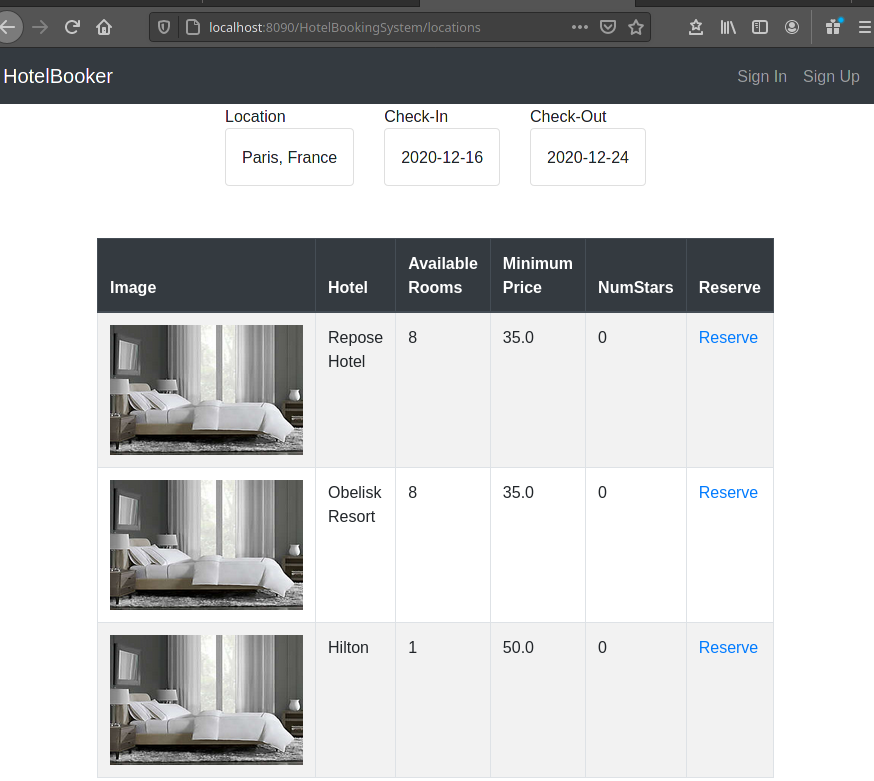 localhost:8090/HotelBookingSystem/locations
HotelBooker
Sign In Sign Up
Location Check-In Check-Out
Paris, France 2020-12-16 2020-12-24
Image Hotel Available Rooms Minimum Price NumStars Reserve
Repose Hotel 8 35.0 0 Reserve
Obelisk Resort 8 35.0 0 Reserve
Hilton 1 50.0 0 Reserve